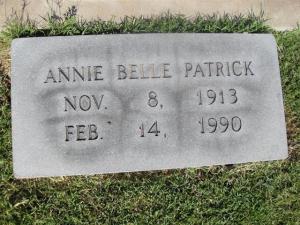 ANNIE BELLE PATRICK
NOV. 8, 1913
FEB. 14, 1990